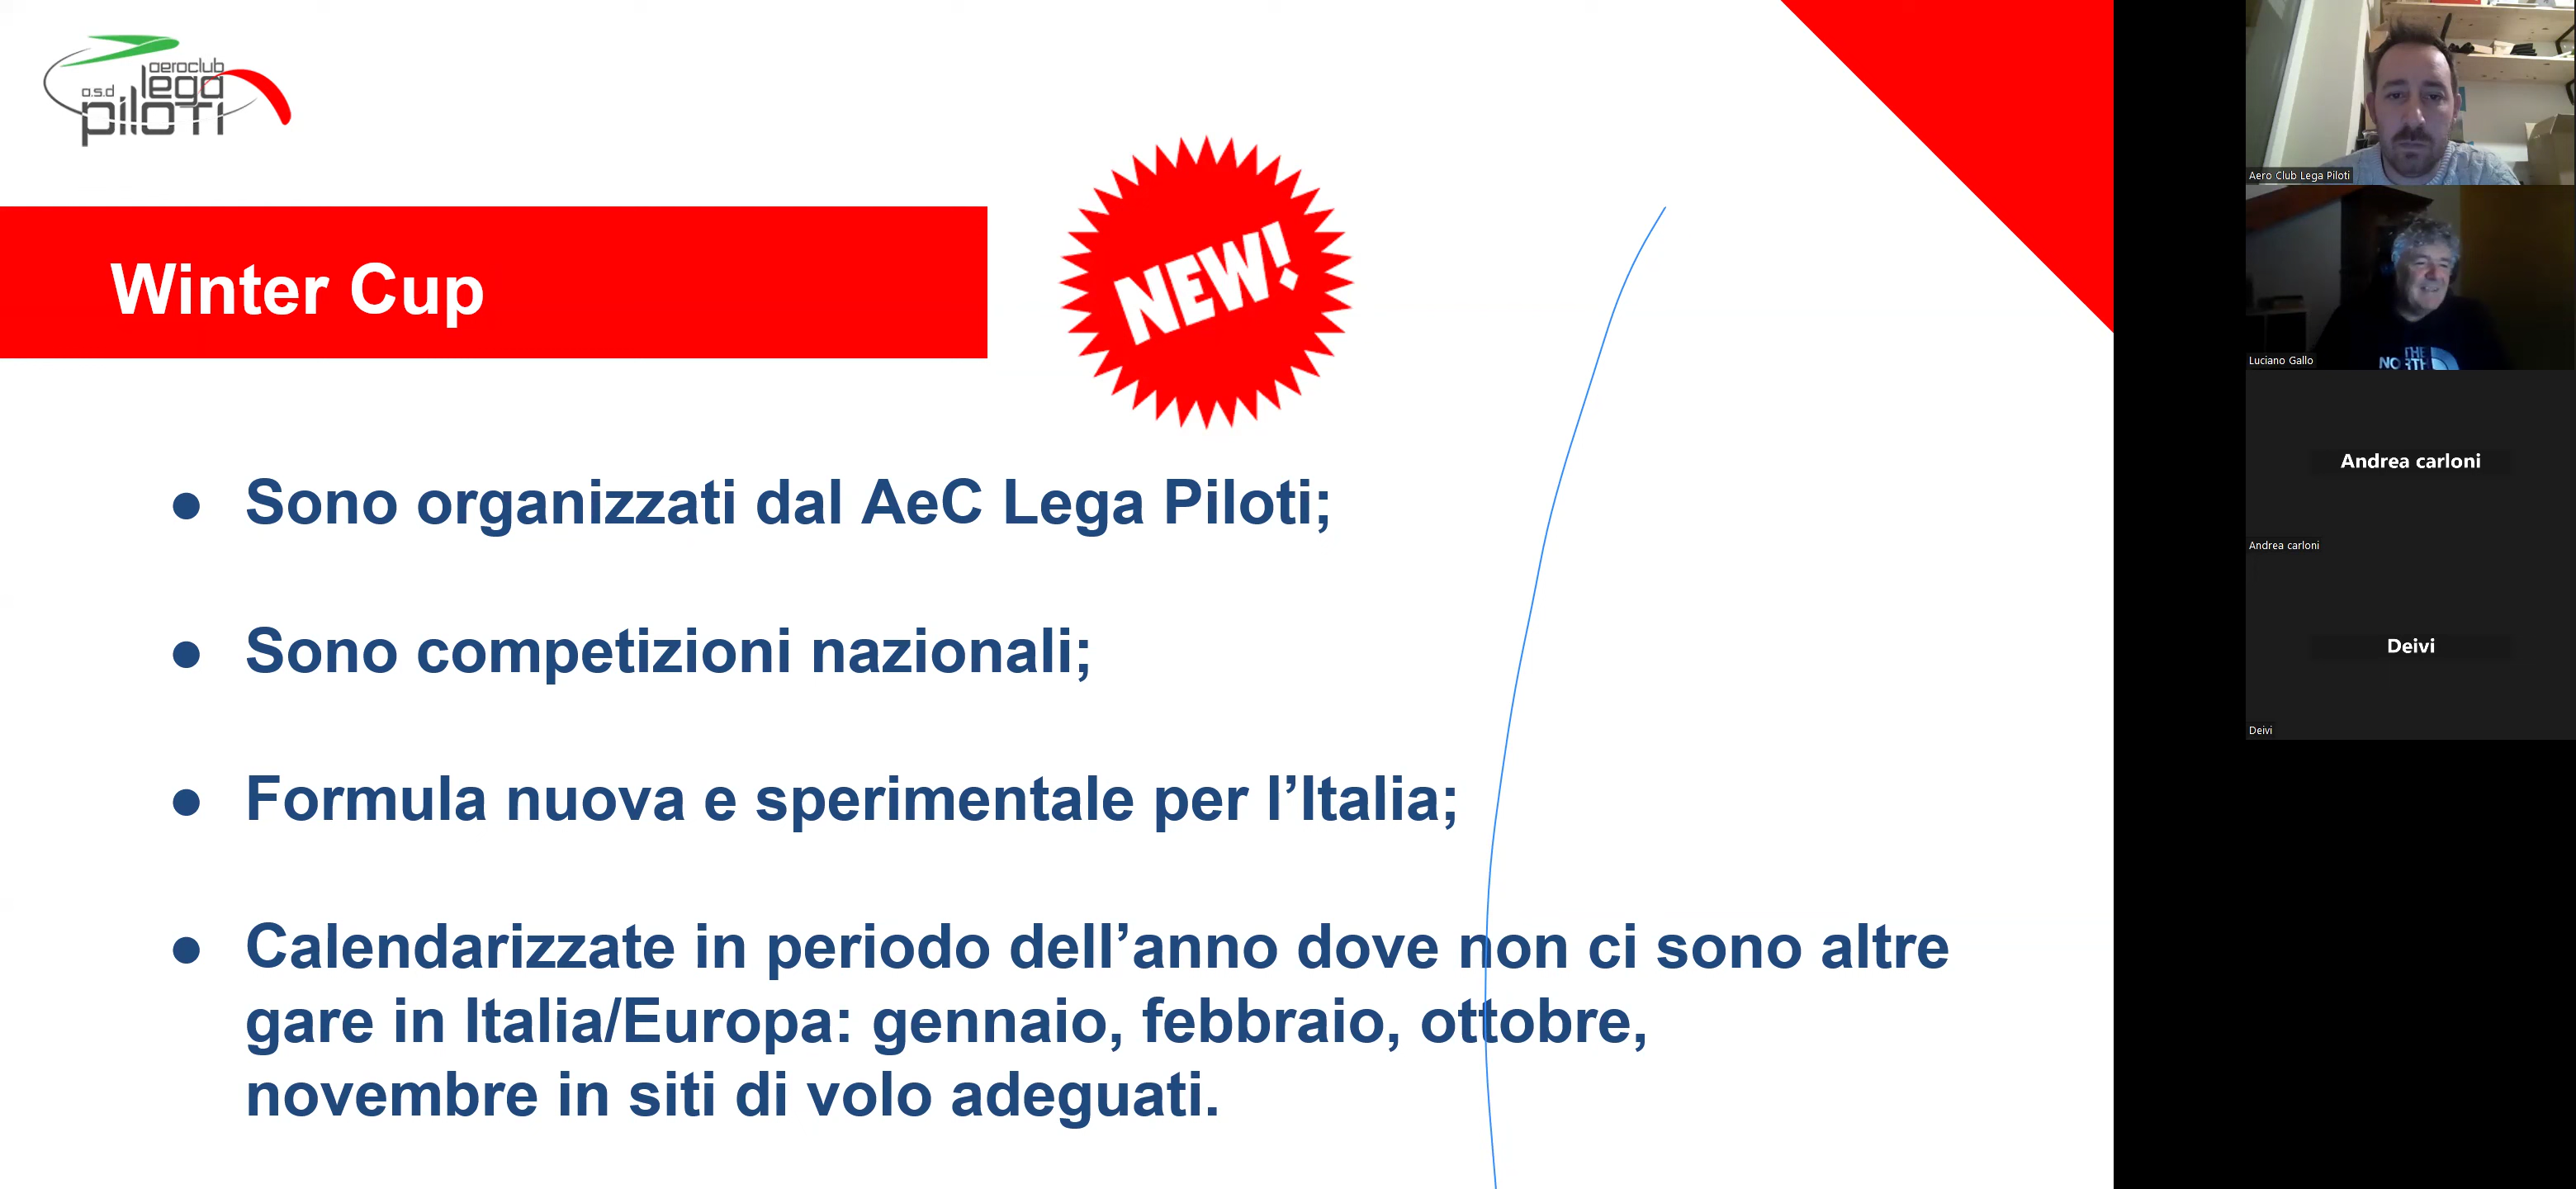 aeroclub
lega
a.s.d
piloti
Winter Cup
NEW!
● Sono organizzati dal AeC Lega Piloti;
● Sono competizioni nazionali;
● Formula nuova e sperimentale per l’Italia;
● Calendarizzate in periodo dell’anno dove non ci sono altre
gare in Italia/Europa: gennaio, febbraio, ottobre,
novembre in siti di volo adeguati.
Aero Club Lega Piloti
THE
NORTH
Luciano Gallo
Andrea carloni
Andrea carloni
Deivi
Deivi